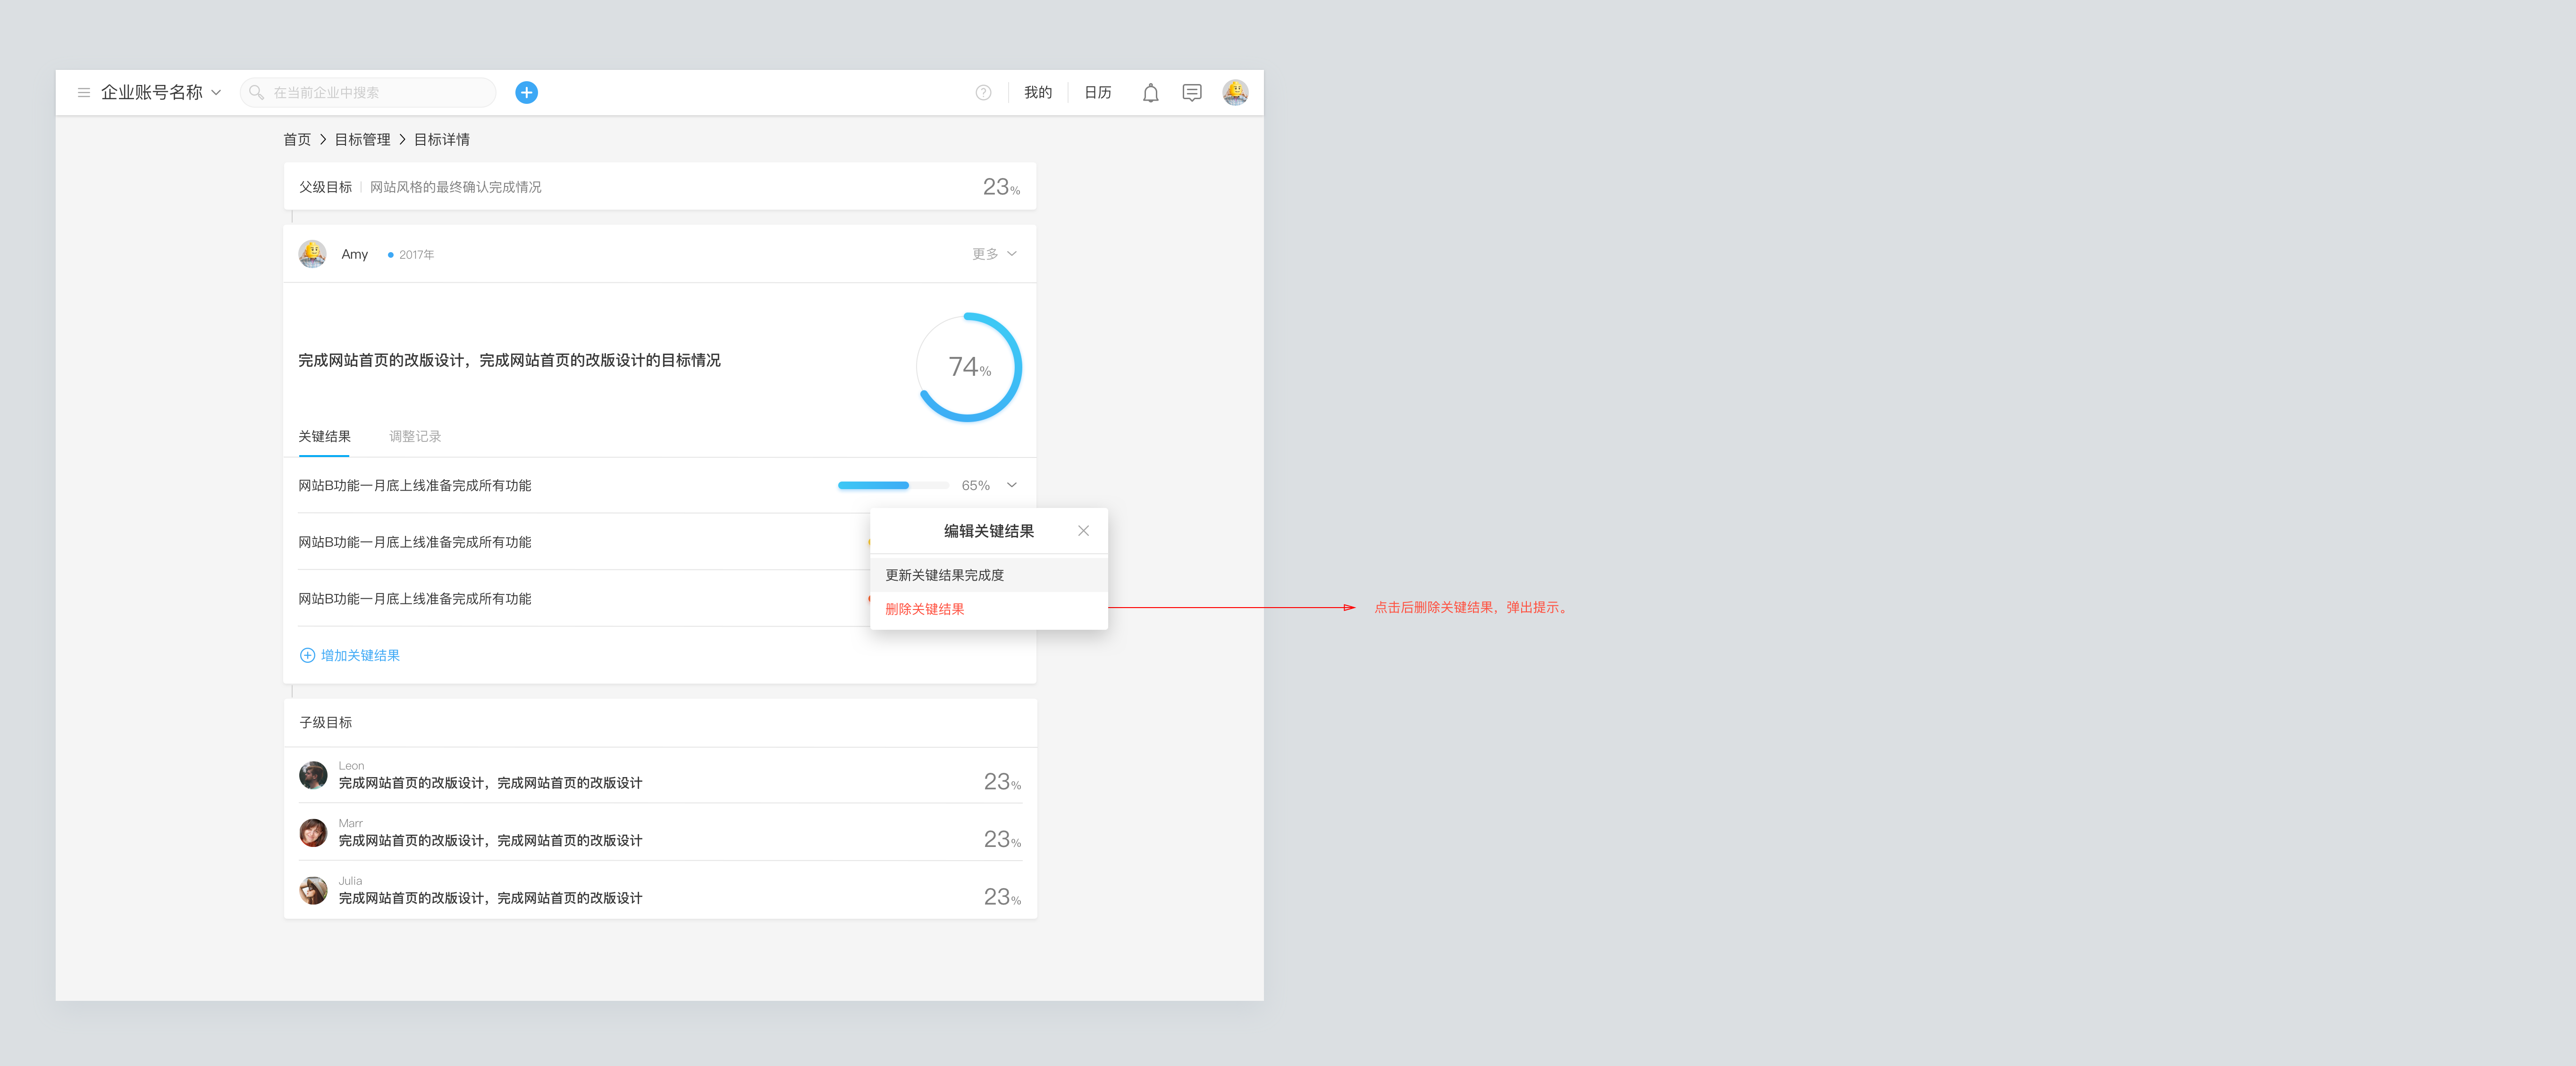 企业账号名称
在当前企业中搜索
?
我的
日历
首页 > 目标管理 > 目标详情
父级目标 | 网站风格的最终确认完成情况
23%
Amy
2017年
更多
完成网站首页的改版设计，完成网站首页的改版设计的目标情况
74%
关键结果
调整记录
网站B功能一月底上线准备完成所有功能
65%
网站B功能一月底上线准备完成所有功能
网站B功能一月底上线准备完成所有功能
编辑关键结果
更新关键结果完成度
删除关键结果
点击后删除关键结果，弹出提示。
增加关键结果
子级目标
Leon
完成网站首页的改版设计，完成网站首页的改版设计
23%
Marr
完成网站首页的改版设计，完成网站首页的改版设计
23%
Julia
完成网站首页的改版设计，完成网站首页的改版设计
23%